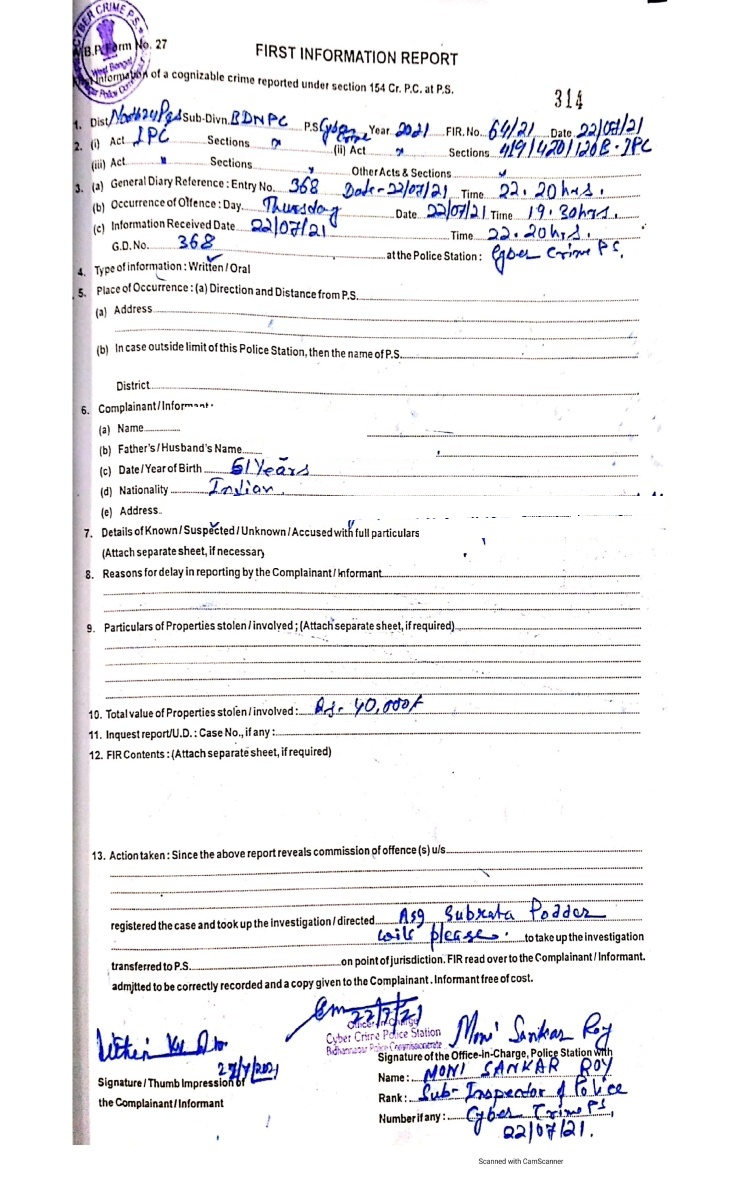 CYBER CRIME P.S.
West Bengal
W.B.P. Form No. 27
FIRST INFORMATION REPORT
First Information of a cognizable crime reported under section 154 Cr. P.C. at P.S.
314
1. Dist North 24 Pgs Sub-Divn. BDNPC P.S Cyber Crime Year 2021 FIR. No. 64/21 Date 22/07/21
2. (i) Act IPC Sections (ii) Act x Sections 419/420/120B. IPC
(iii) Act Sections Other Acts & Sections
3. (a) General Diary Reference : Entry No. 368 Date- 22/07/21 Time 22.20 hrs.
(b) Occurrence of Offence : Day. Thursday Date 22/07/21 Time 19.30hrs.
(c) Information Received Date 22/07/21 Time 22.20 hrs.
G.D. No. 368 at the Police Station : Cyber Crime PS,
4. Type of information : Written / Oral
5. Place of Occurrence : (a) Direction and Distance from P.S.
(a) Address
(b) In case outside limit of this Police Station, then the name of P.S.
District
6. Complainant / Informant
(a) Name
(b) Father's / Husband's Name
(c) Date / Year of Birth 61 Years
(d) Nationality Indian
(e) Address
7. Details of Known / Suspected / Unknown / Accused with full particulars
(Attach separate sheet, if necessary
8. Reasons for delay in reporting by the Complainant / Informant
9. Particulars of Properties stolen / involved ; (Attach separate sheet, if required)
10. Total value of Properties stolen / involved : Rs- 40,000/-
11. Inquest report/U.D. : Case No., if any :
12. FIR Contents : (Attach separate sheet, if required)
13. Action taken : Since the above report reveals commission of offence (s) u/s
registered the case and took up the investigation / directed Subrata Podder
will please. to take up the investigation
transferred to P.S. on point of jurisdiction. FIR read over to the Complainant / Informant.
admitted to be correctly recorded and a copy given to the Complainant. Informant free of cost.
22/7/21
Officer-in-Charge
Cyber Crime Police Station
Bidhannagar Police Commissionerate
Moni Sankar Roy
27/7/2021
Signature of the Office-in-Charge, Police Station with
Signature / Thumb Impression of
the Complainant / Informant
Name : MONI SANKAR ROY
Rank : Sub-Inspector of Police
Number if any : Cyber Crime PS,
22/07/21.
Scanned with CamScanner